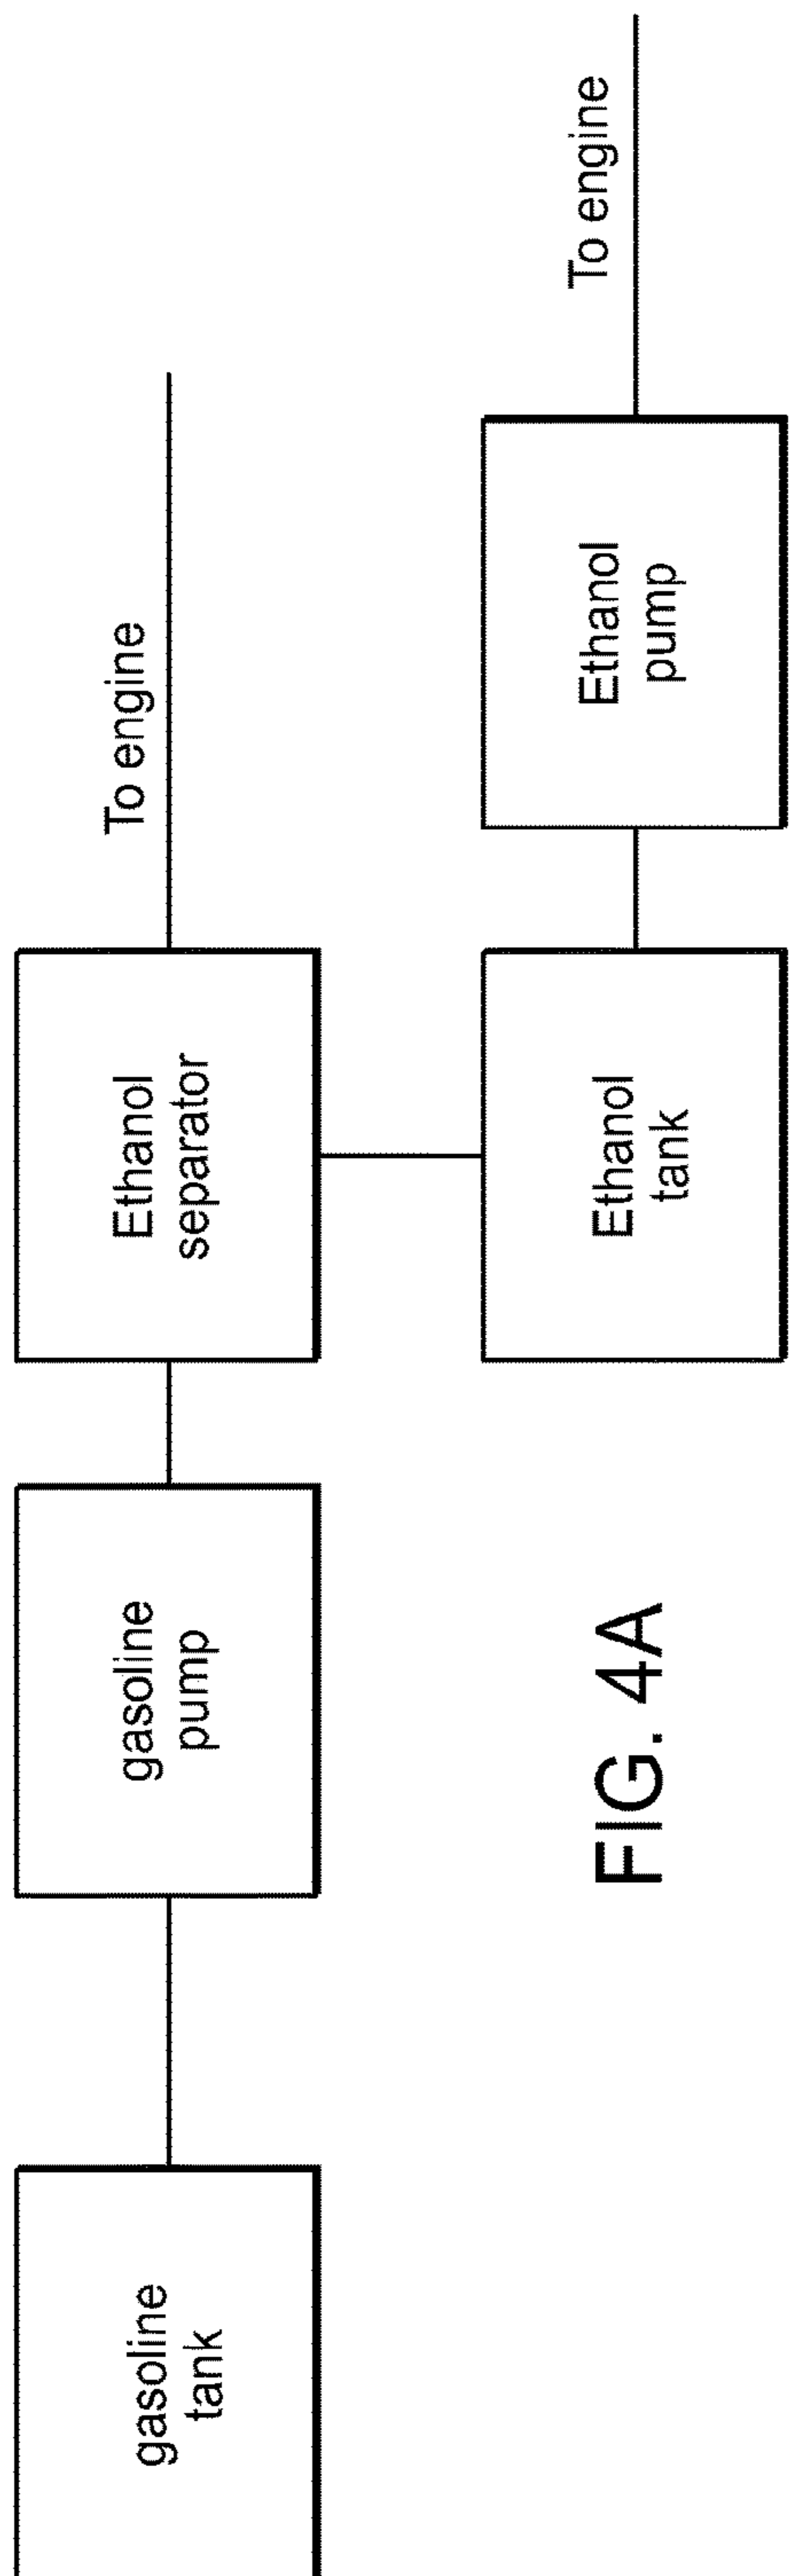 gasoline
tank
gasoline
pump
Ethanol
separator
To engine
Ethanol
tank
Ethanol
pump
To engine
FIG. 4A